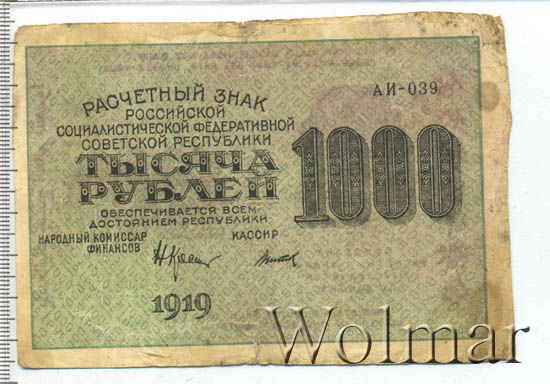 АИ-039
РАСЧЕТНЫЙ ЗНАК
РОССИЙСКОЙ
СОЦИАЛИСТИЧЕСКОЙ ФЕДЕРАТИВНОЙ
СОВЕТСКОЙ РЕСПУБЛИКИ
ТЫСЯЧА
РУБЛЕЙ
1000
ОБЕСПЕЧИВАЕТСЯ ВСЕМ
ДОСТОЯНИЕМ РЕСПУБЛИКИ
НАРОДНЫЙ КОМИССАР
ФИНАНСОВ
КАССИР
1919
Wolmar